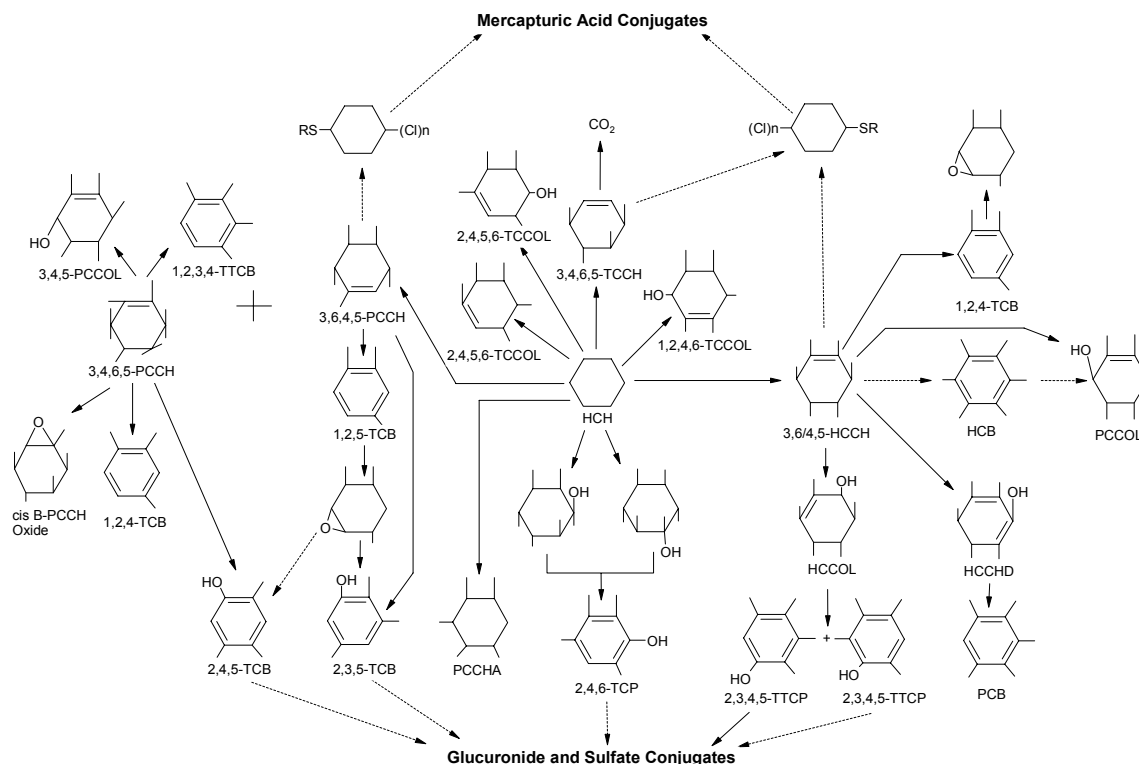 Mercapturic Acid Conjugates
RS
(Cl)n
CO2
(Cl)n
SR
O
OH
2,4,5,6-TCCOL
HO
3,4,5-PCCOL
1,2,3,4-TTCB
3,4,6,5-TCCH
HO
1,2,4-TCB
3,6,4,5-PCCH
2,4,5,6-TCCOL
1,2,4,6-TCCOL
3,4,6,5-PCCH
HO
HCH
3,6/4,5-HCCH
HCB
PCCOL
1,2,5-TCB
O
cis B-PCCH
Oxide
1,2,4-TCB
O
OH
OH
OH
OH
HCCOL
HCCHD
HO
2,4,5-TCB
OH
2,3,5-TCB
PCCHA
OH
2,4,6-TCP
HO
2,3,4,5-TTCP
+
HO
2,3,4,5-TTCP
PCB
Glucuronide and Sulfate Conjugates